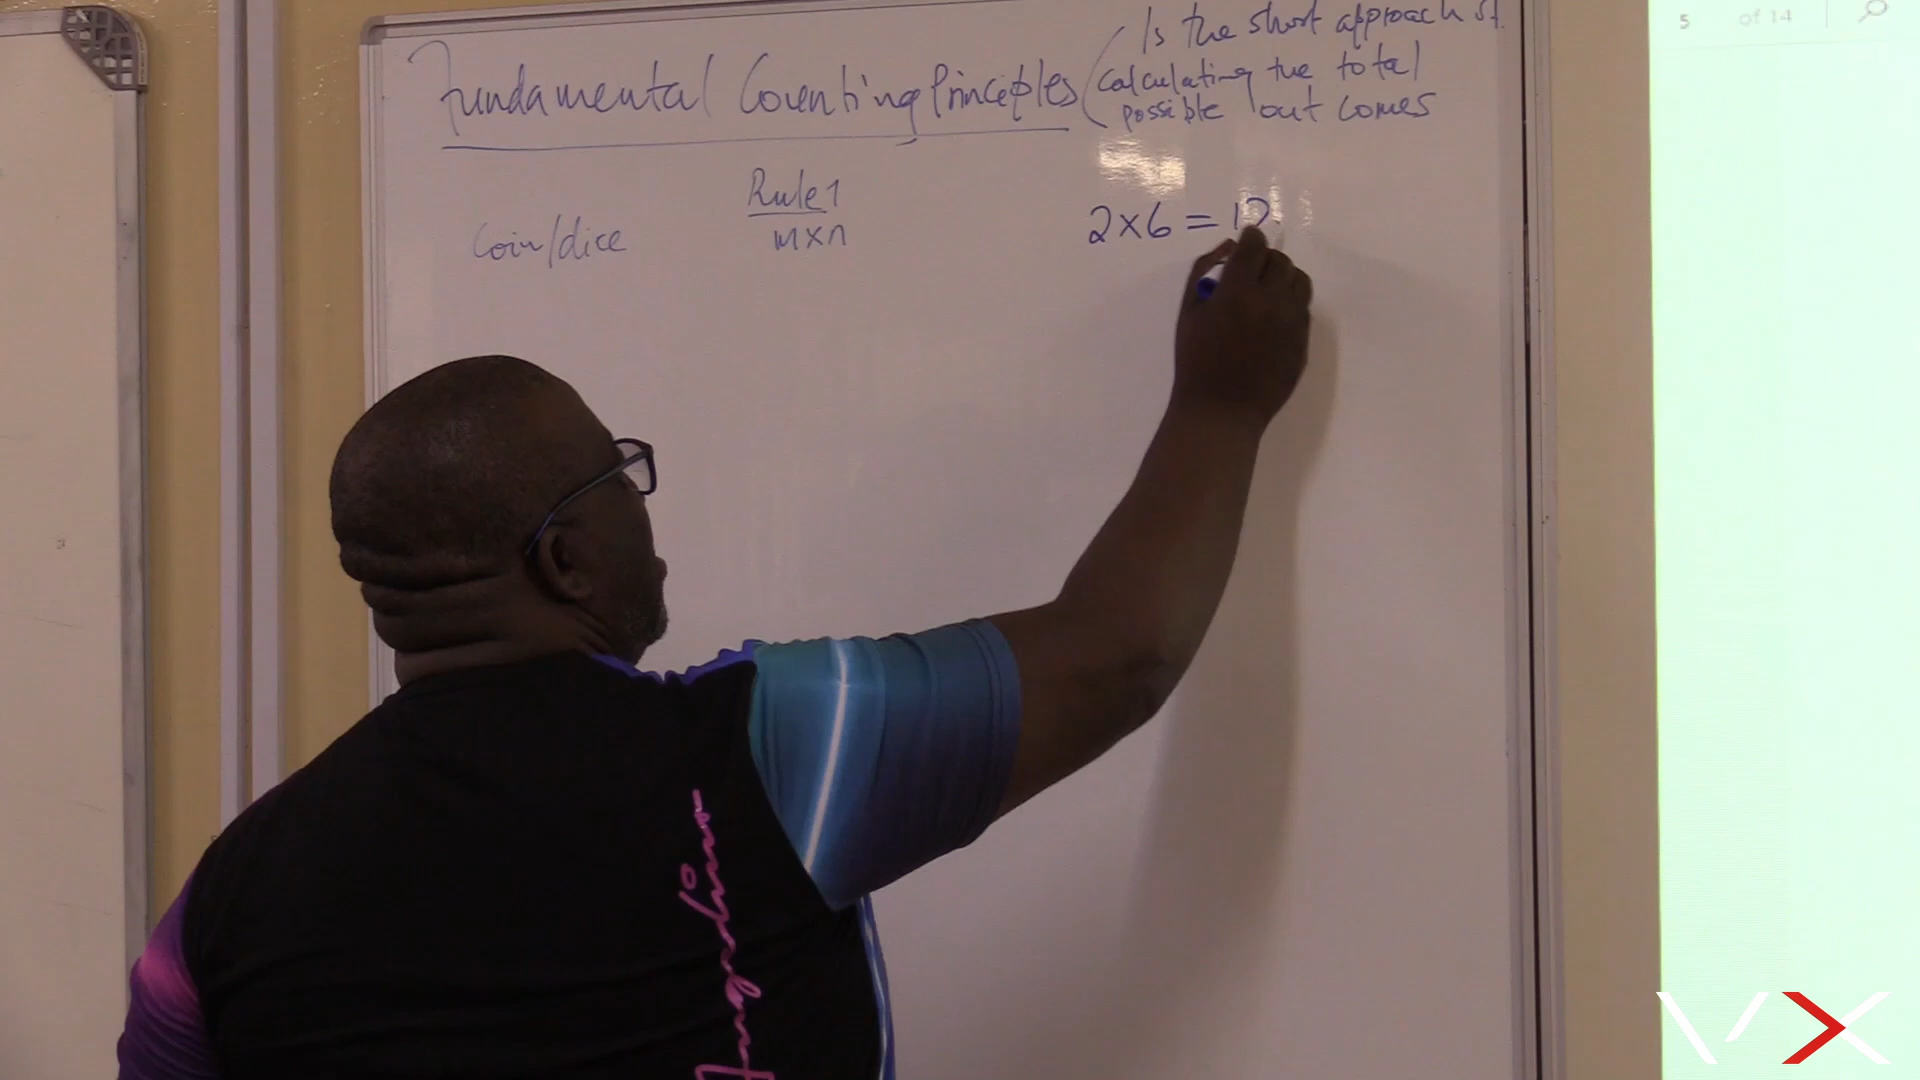 Fundamental Counting Principles
Is the short approach of
calculating the total
possible out comes
Rule 1
Coin/dice
m×n
2×6 = 12
5 of 14
VX